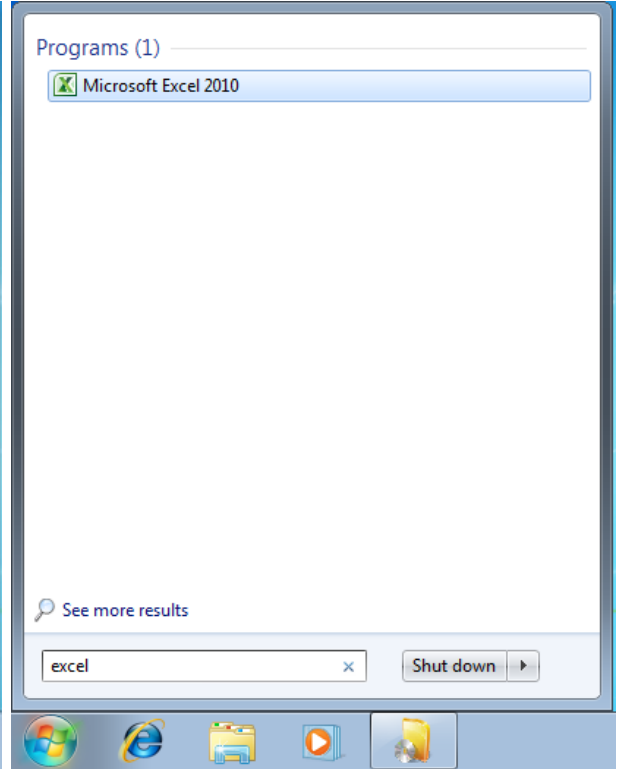 Programs (1)
Microsoft Excel 2010
See more results
excel
Shut down